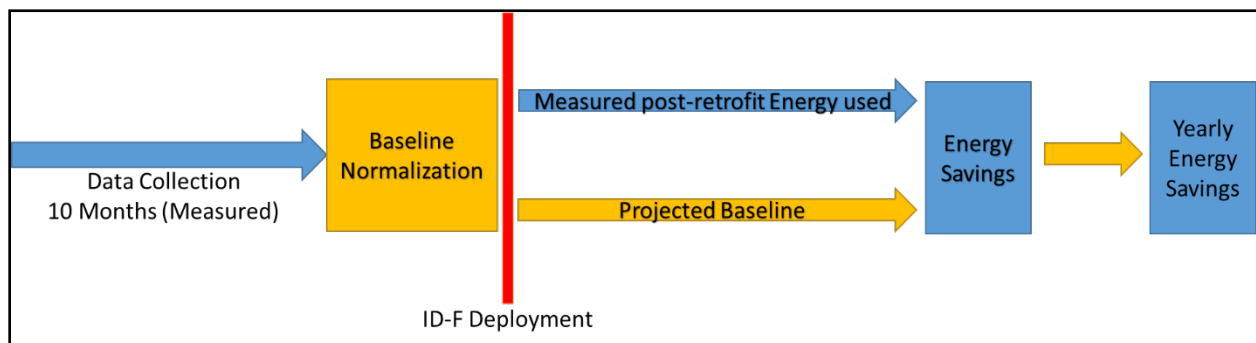 Data Collection
10 Months (Measured)
Baseline
Normalization
ID-F Deployment
Measured post-retrofit Energy used
Projected Baseline
Energy
Savings
Yearly
Energy
Savings